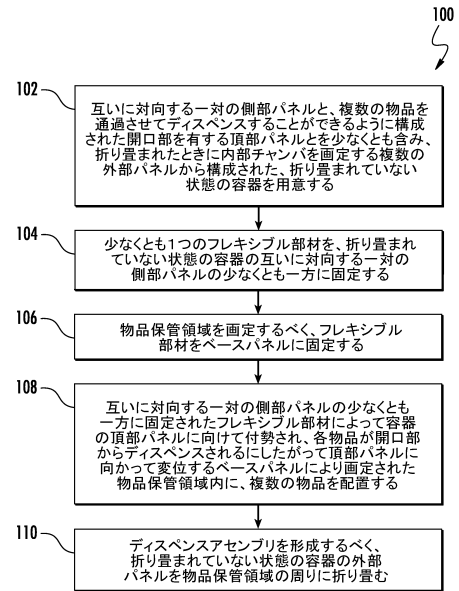 100
102
互いに対向する一対の側部パネルと、複数の物品を
通過させてディスペンスすることができるように構成
された開口部を有する頂部パネルとを少なくとも含み、
折り畳まれたときに内部チャンバを画定する複数の
外部パネルから構成された、折り畳まれていない
状態の容器を用意する
104
少なくとも1つのフレキシブル部材を、折り畳まれ
ていない状態の容器の互いに対向する一対の
側部パネルの少なくとも一方に固定する
106
物品保管領域を画定するべく、フレキシブル
部材をベースパネルに固定する
108
互いに対向する一対の側部パネルの少なくとも
一方に固定されたフレキシブル部材によって容器
の頂部パネルに向けて付勢され、各物品が開口部
からディスペンスされるにしたがって頂部パネルに
向かって変位するベースパネルにより画定された
物品保管領域内に、複数の物品を配置する
110
ディスペンスアセンブリを形成するべく、
折り畳まれていない状態の容器の外部
パネルを物品保管領域の周りに折り畳む